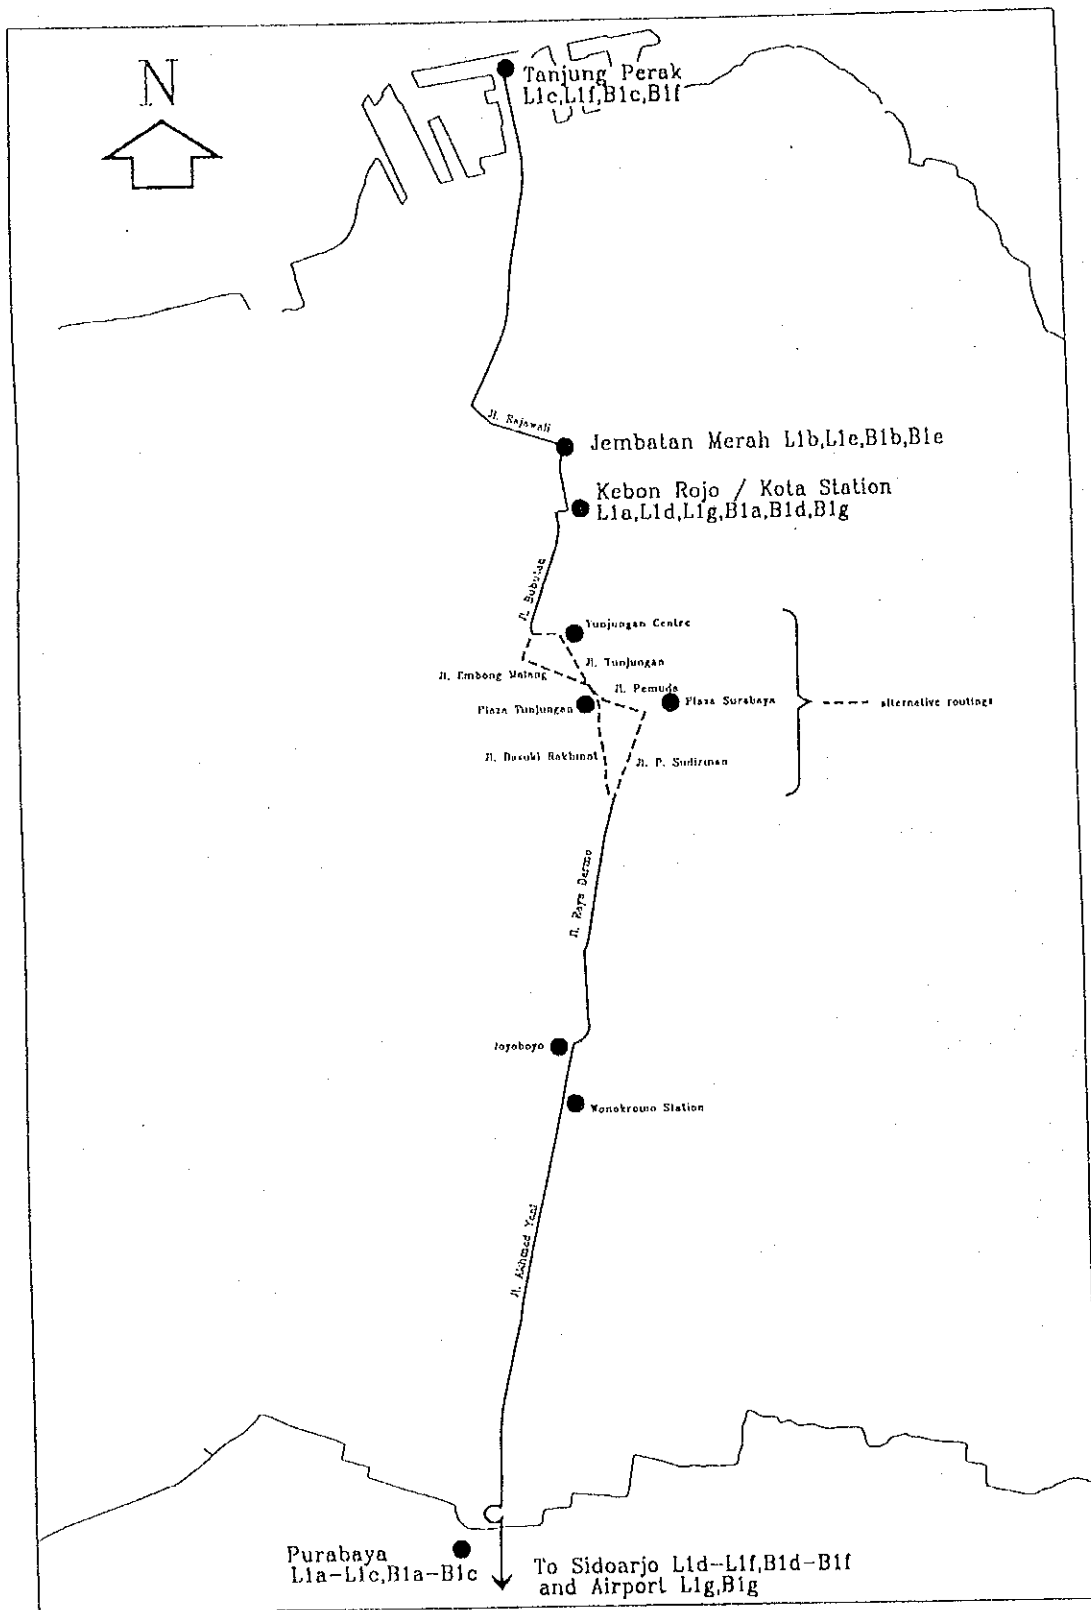 N
Tanjung Perak
L1c,L1f,B1c,B1f
Jl. Rajawali
Jembatan Merah L1b,L1e,B1b,B1e
Kebon Rojo / Kota Station
L1a,L1d,L1g,B1a,B1d,B1g
Jl. Bubutan
Tunjungan Centre
Jl. Tunjungan
Jl. Embong Malang
Jl. Pemuda
Plaza Tunjungan
Plaza Surabaya
alternative routings
Jl. Basuki Rakhmat
Jl. P. Sudirman
Jl. Raya Darmo
Joyoboyo
Wonokromo Station
Jl. Akhmad Yani
Purabaya
L1a-L1c,B1a-B1c
To Sidoarjo L1d-L1f,B1d-B1f
and Airport L1g,B1g